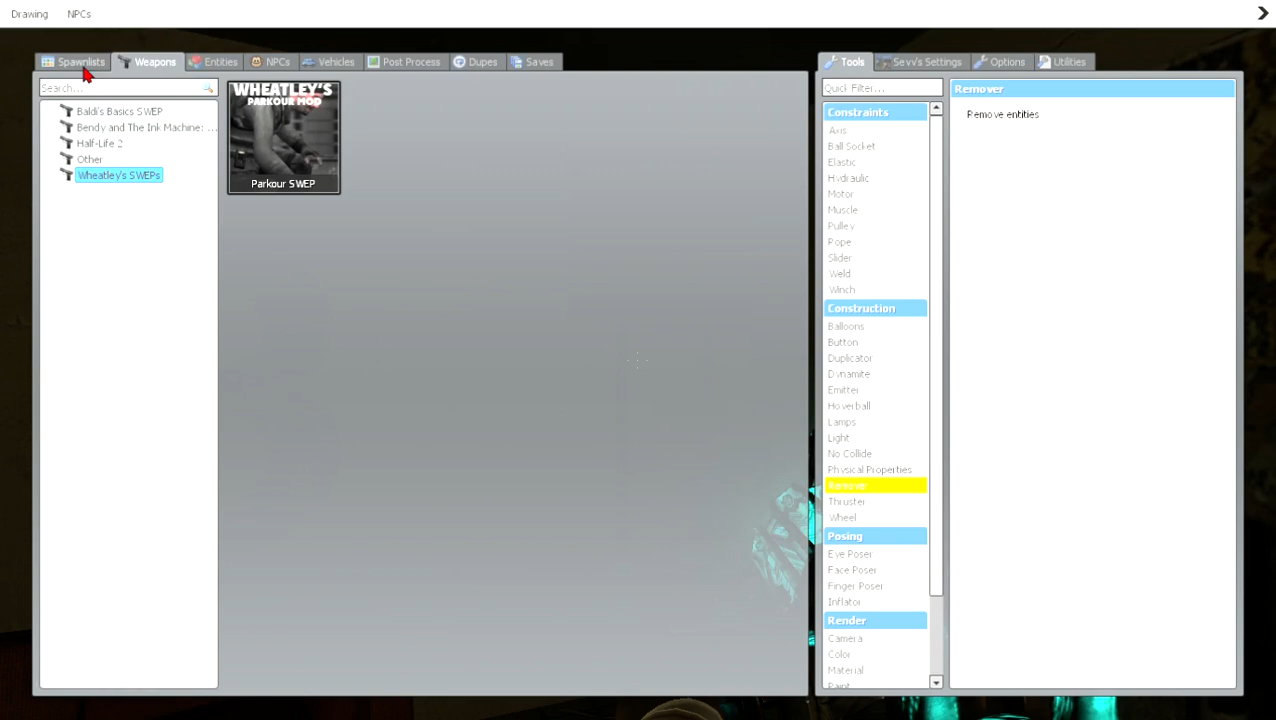 Drawing NPCs
Spawnlists Weapons Entities NPCs Vehicles Post Process Dupes Saves
Search...
Baldi's Basics SWEP
Bendy and The Ink Machine: ...
Half-Life 2
Other
Wheatley's SWEPs
WHEATLEY'S
PARKOUR MOD
Parkour SWEP
Tools Sevv's Settings Options Utilities
Quick Filter...
Constraints
Axis
Ball Socket
Elastic
Hydraulic
Motor
Muscle
Pulley
Rope
Slider
Weld
Winch
Construction
Balloons
Button
Duplicator
Dynamite
Emitter
Hoverball
Lamps
Light
No Collide
Physical Properties
Remover
Thruster
Wheel
Posing
Eye Poser
Face Poser
Finger Poser
Inflator
Render
Camera
Color
Material
Paint
Remover
Remove entities